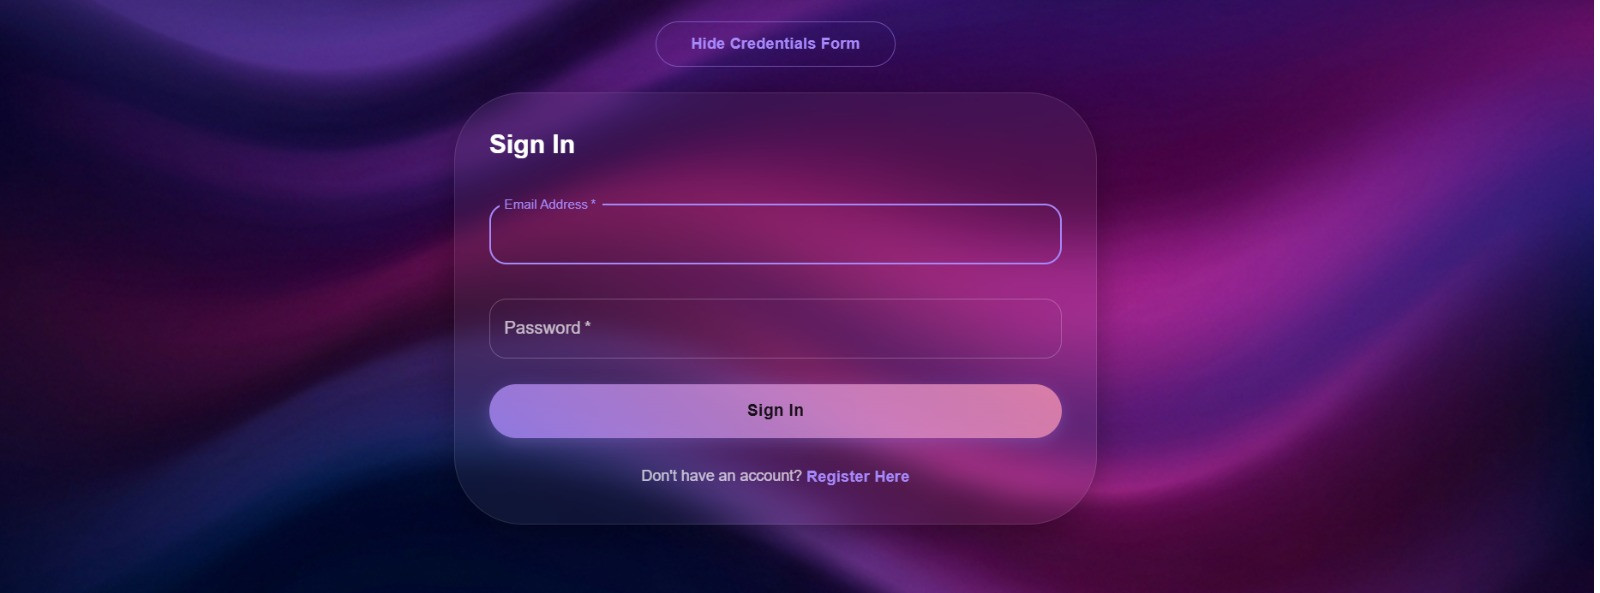 Hide Credentials Form
Sign In
Email Address *
Password *
Sign In
Don't have an account? Register Here